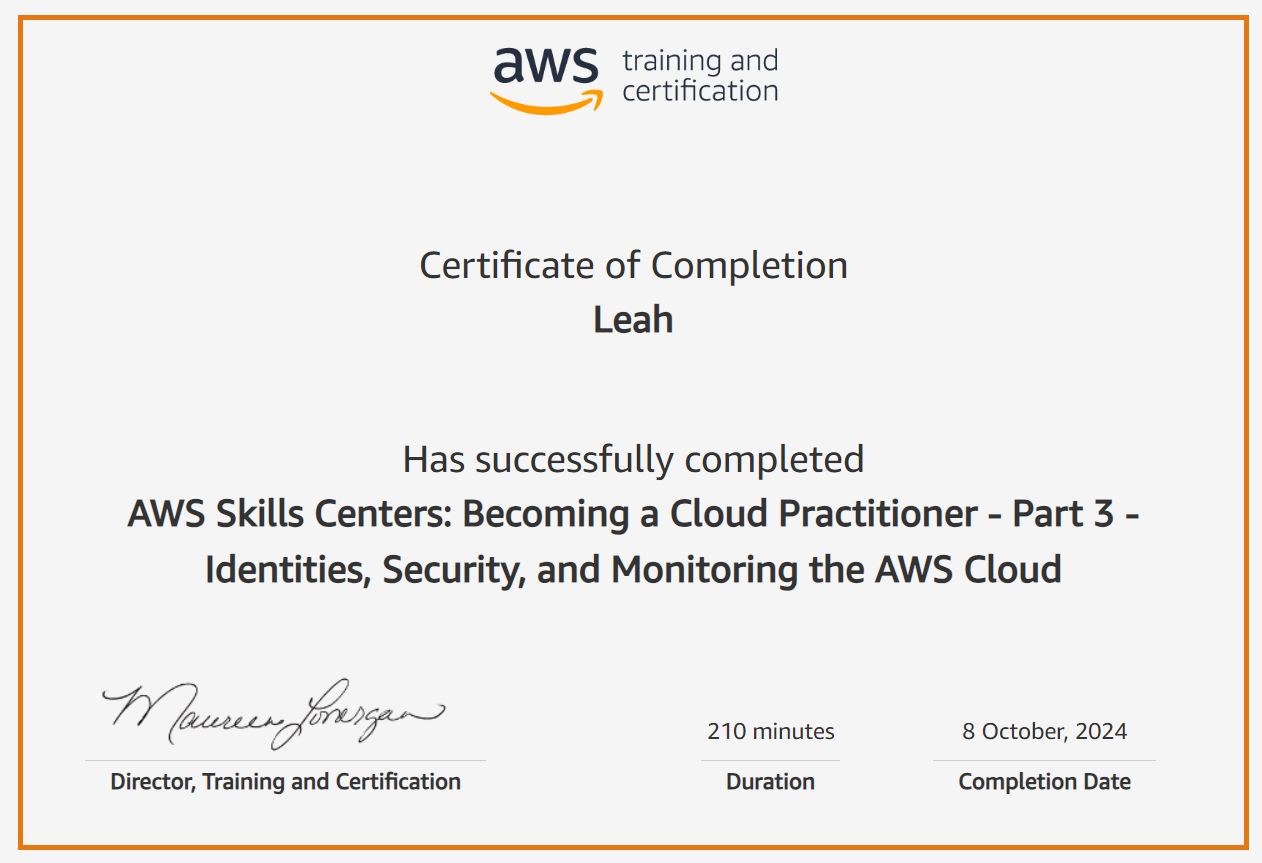 aws training and
certification
Certificate of Completion
Leah
Has successfully completed
AWS Skills Centers: Becoming a Cloud Practitioner - Part 3 -
Identities, Security, and Monitoring the AWS Cloud
Maureen Lonergan
210 minutes
8 October, 2024
Director, Training and Certification
Duration
Completion Date